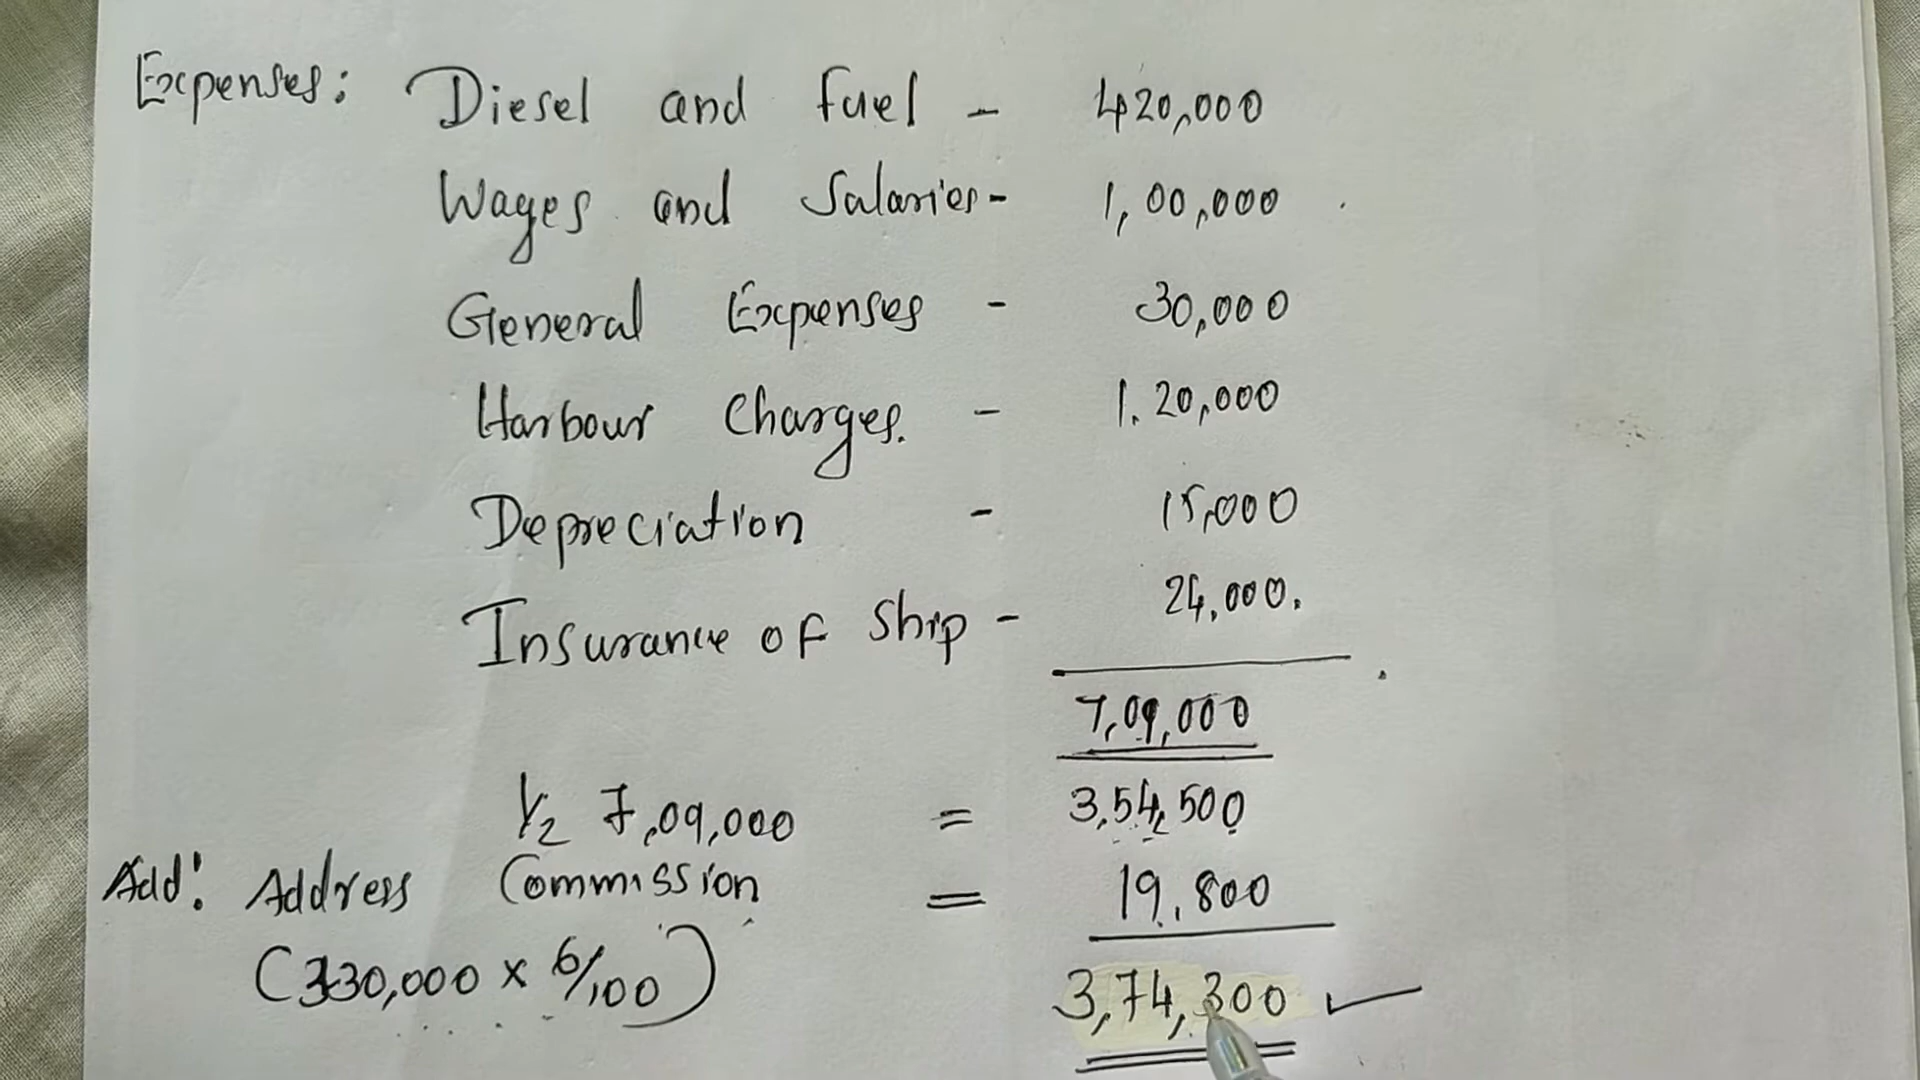 Expenses: Diesel and Fuel - 420,000
Wages and Salaries - 1,00,000
General Expenses - 30,000
Harbour Charges. - 1.20,000
Depreciation - 15,000
Insurance of Ship - 24,000.
7,09,000
1/2 7,09,000 = 3,54,500
Add: Address Commission = 19,800
(330,000 x 6/100) 3,74,300 ✓